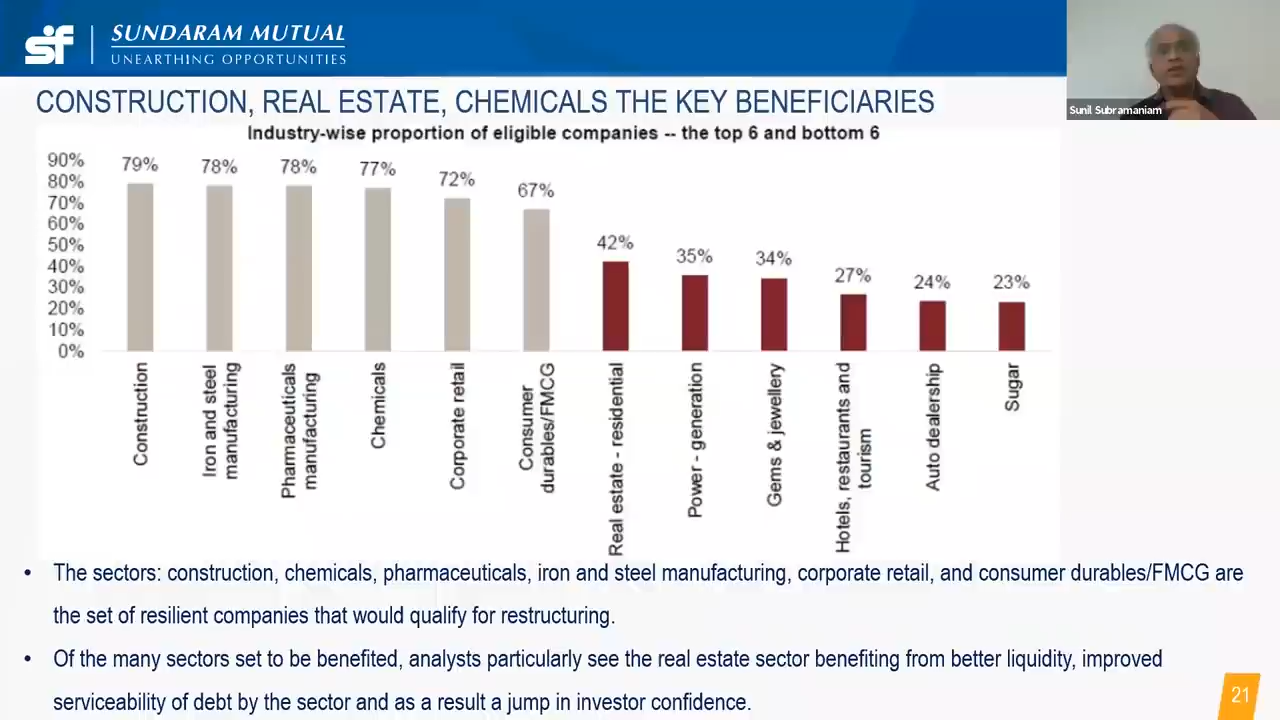 sf
SUNDARAM MUTUAL
UNEARTHING OPPORTUNITIES
Sunil Subramaniam
CONSTRUCTION, REAL ESTATE, CHEMICALS THE KEY BENEFICIARIES
Industry-wise proportion of eligible companies -- the top 6 and bottom 6
90%
80%
70%
60%
50%
40%
30%
20%
10%
0%
79%
78%
78%
77%
72%
67%
42%
35%
34%
27%
24%
23%
Construction
Iron and steel
manufacturing
Pharmaceuticals
manufacturing
Chemicals
Corporate retail
Consumer
durables/FMCG
Real estate - residential
Power - generation
Gems & jewellery
Hotels, restaurants and
tourism
Auto dealership
Sugar
• The sectors: construction, chemicals, pharmaceuticals, iron and steel manufacturing, corporate retail, and consumer durables/FMCG are
the set of resilient companies that would qualify for restructuring.
• Of the many sectors set to be benefited, analysts particularly see the real estate sector benefiting from better liquidity, improved
serviceability of debt by the sector and as a result a jump in investor confidence.
21